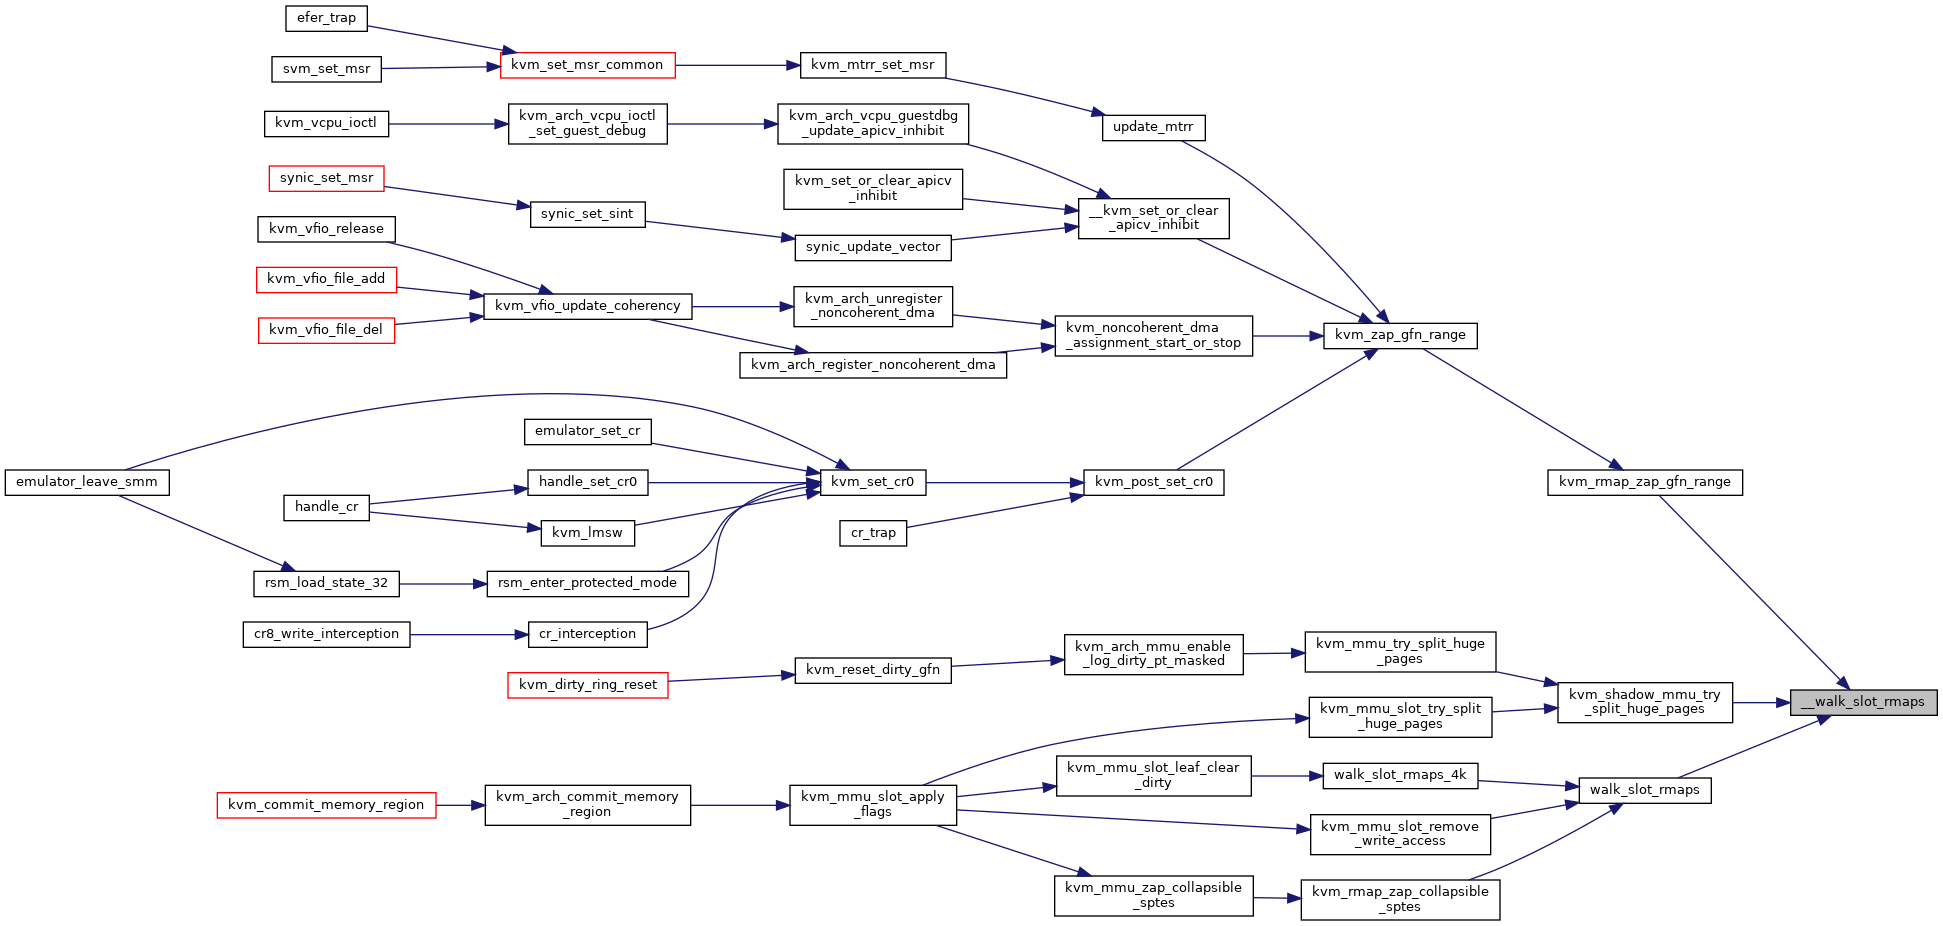 efer_trap
svm_set_msr
kvm_set_msr_common
kvm_mtrr_set_msr
update_mtrr
kvm_vcpu_ioctl
kvm_arch_vcpu_ioctl
_set_guest_debug
kvm_arch_vcpu_guestdbg
_update_apicv_inhibit
kvm_set_or_clear_apicv
_inhibit
__kvm_set_or_clear
_apicv_inhibit
synic_set_msr
synic_set_sint
synic_update_vector
kvm_vfio_release
kvm_vfio_file_add
kvm_vfio_file_del
kvm_vfio_update_coherency
kvm_arch_unregister
_noncoherent_dma
kvm_arch_register_noncoherent_dma
kvm_noncoherent_dma
_assignment_start_or_stop
kvm_zap_gfn_range
emulator_leave_smm
emulator_set_cr
handle_cr
handle_set_cr0
kvm_lmsw
kvm_set_cr0
cr_trap
kvm_post_set_cr0
kvm_rmap_zap_gfn_range
rsm_load_state_32
rsm_enter_protected_mode
cr8_write_interception
cr_interception
kvm_dirty_ring_reset
kvm_reset_dirty_gfn
kvm_arch_mmu_enable
_log_dirty_pt_masked
kvm_mmu_try_split_huge
_pages
kvm_shadow_mmu_try
_split_huge_pages
__walk_slot_rmaps
kvm_mmu_slot_try_split
_huge_pages
kvm_commit_memory_region
kvm_arch_commit_memory
_region
kvm_mmu_slot_apply
_flags
kvm_mmu_slot_leaf_clear
_dirty
walk_slot_rmaps_4k
walk_slot_rmaps
kvm_mmu_slot_remove
_write_access
kvm_mmu_zap_collapsible
_sptes
kvm_rmap_zap_collapsible
_sptes